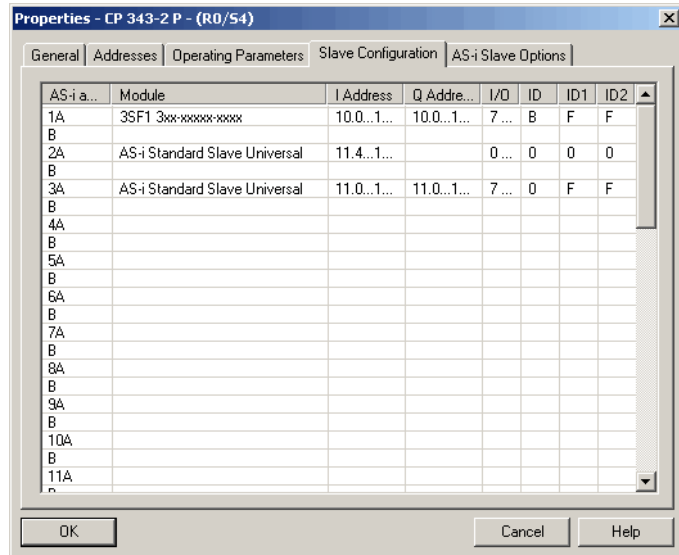 Properties - CP 343-2 P - (R0/S4)
General Addresses Operating Parameters Slave Configuration AS-i Slave Options
AS-i a... Module I Address Q Addre... I/O ID ID1 ID2
1A 3SF1 3xx-xxxxx-xxxx 10.0...1... 10.0...1... 7 ... B F F
B
2A AS-i Standard Slave Universal 11.4...1... 0 ... 0 0 0
B
3A AS-i Standard Slave Universal 11.0...1... 11.0...1... 7 ... 0 F F
B
4A
B
5A
B
6A
B
7A
B
8A
B
9A
B
10A
B
11A
OK Cancel Help